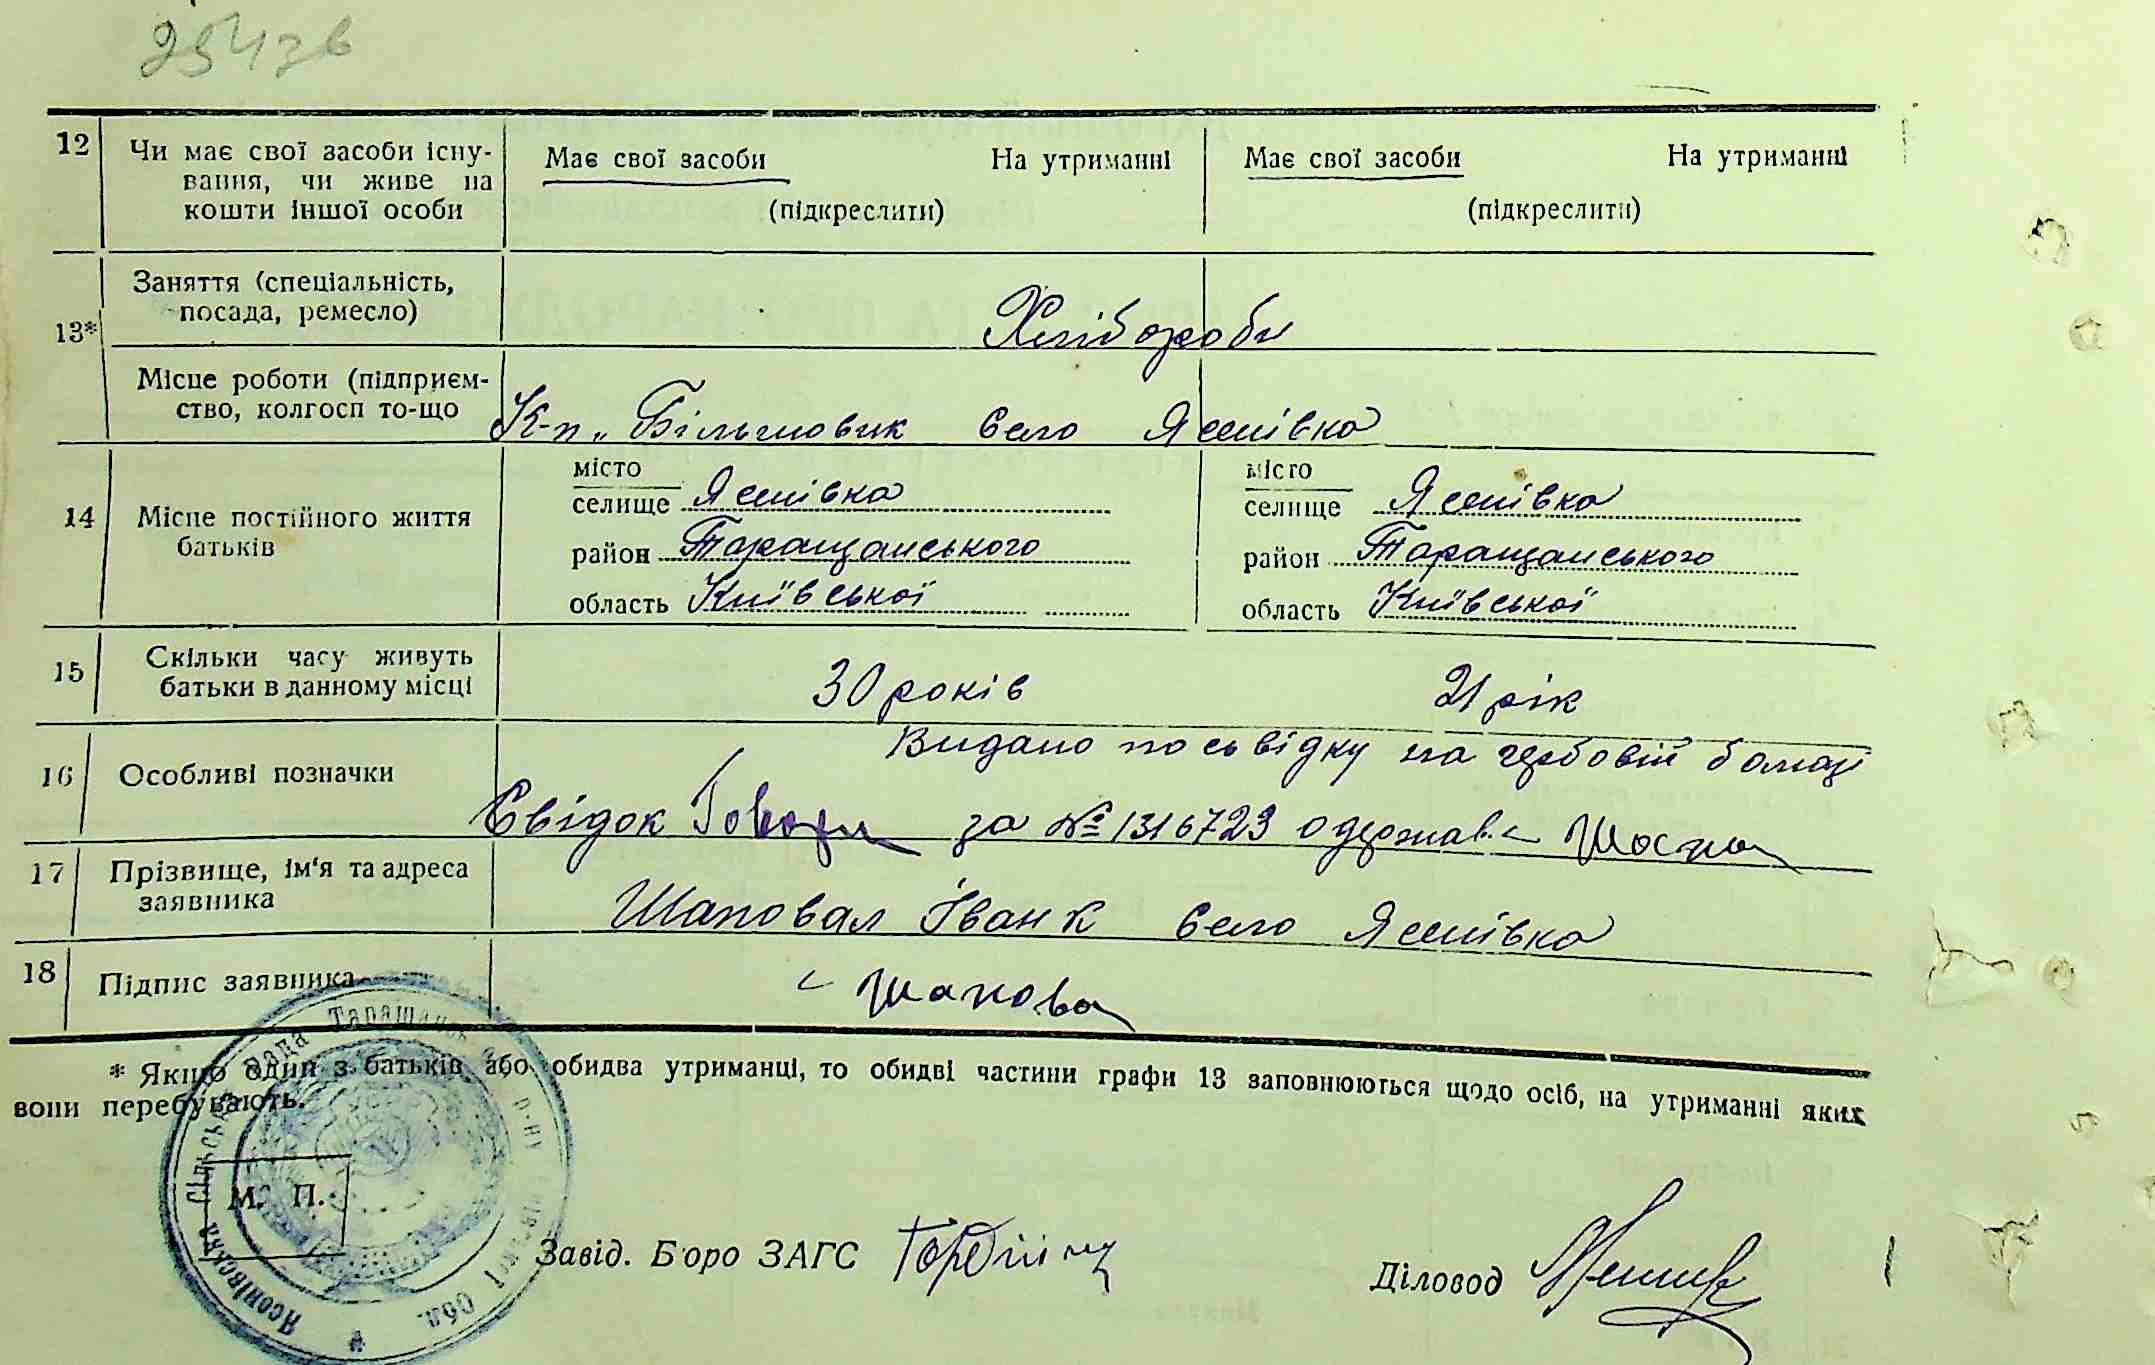 12 Чи має свої засоби існу-
вання, чи живе на
кошти іншої особи
Має свої засоби На утриманні
(підкреслити)
Має свої засоби На утриманні
(підкреслити)
13* Заняття (спеціальність,
посада, ремесло)
Хлібороби
Місце роботи (підприєм-
ство, колгосп то-що
К-п „Більшовик село Ясенівка
14 Місце постійного життя
батьків
місто
селище Ясенівка
район Таращанського
область Київської
місто
селище Ясенівка
район Таращанського
область Київської
15 Скільки часу живуть
батьки в данному місці
30 років 21 рік
16 Особливі позначки
Видано посьвідку на гербовій
Свідок за № 1316723 одержав
17 Прізвище, ім'я та адреса
заявника
Шаповал Іван К село Ясенівка
18 Підпис заявника
Шапова
* Якщо один з батьків або обидва утриманці, то обидві частини графи 13 заповнюються щодо осіб, на утриманні яких
вони перебувають.
М. П.
Завід. Бюро ЗАГС
Діловод